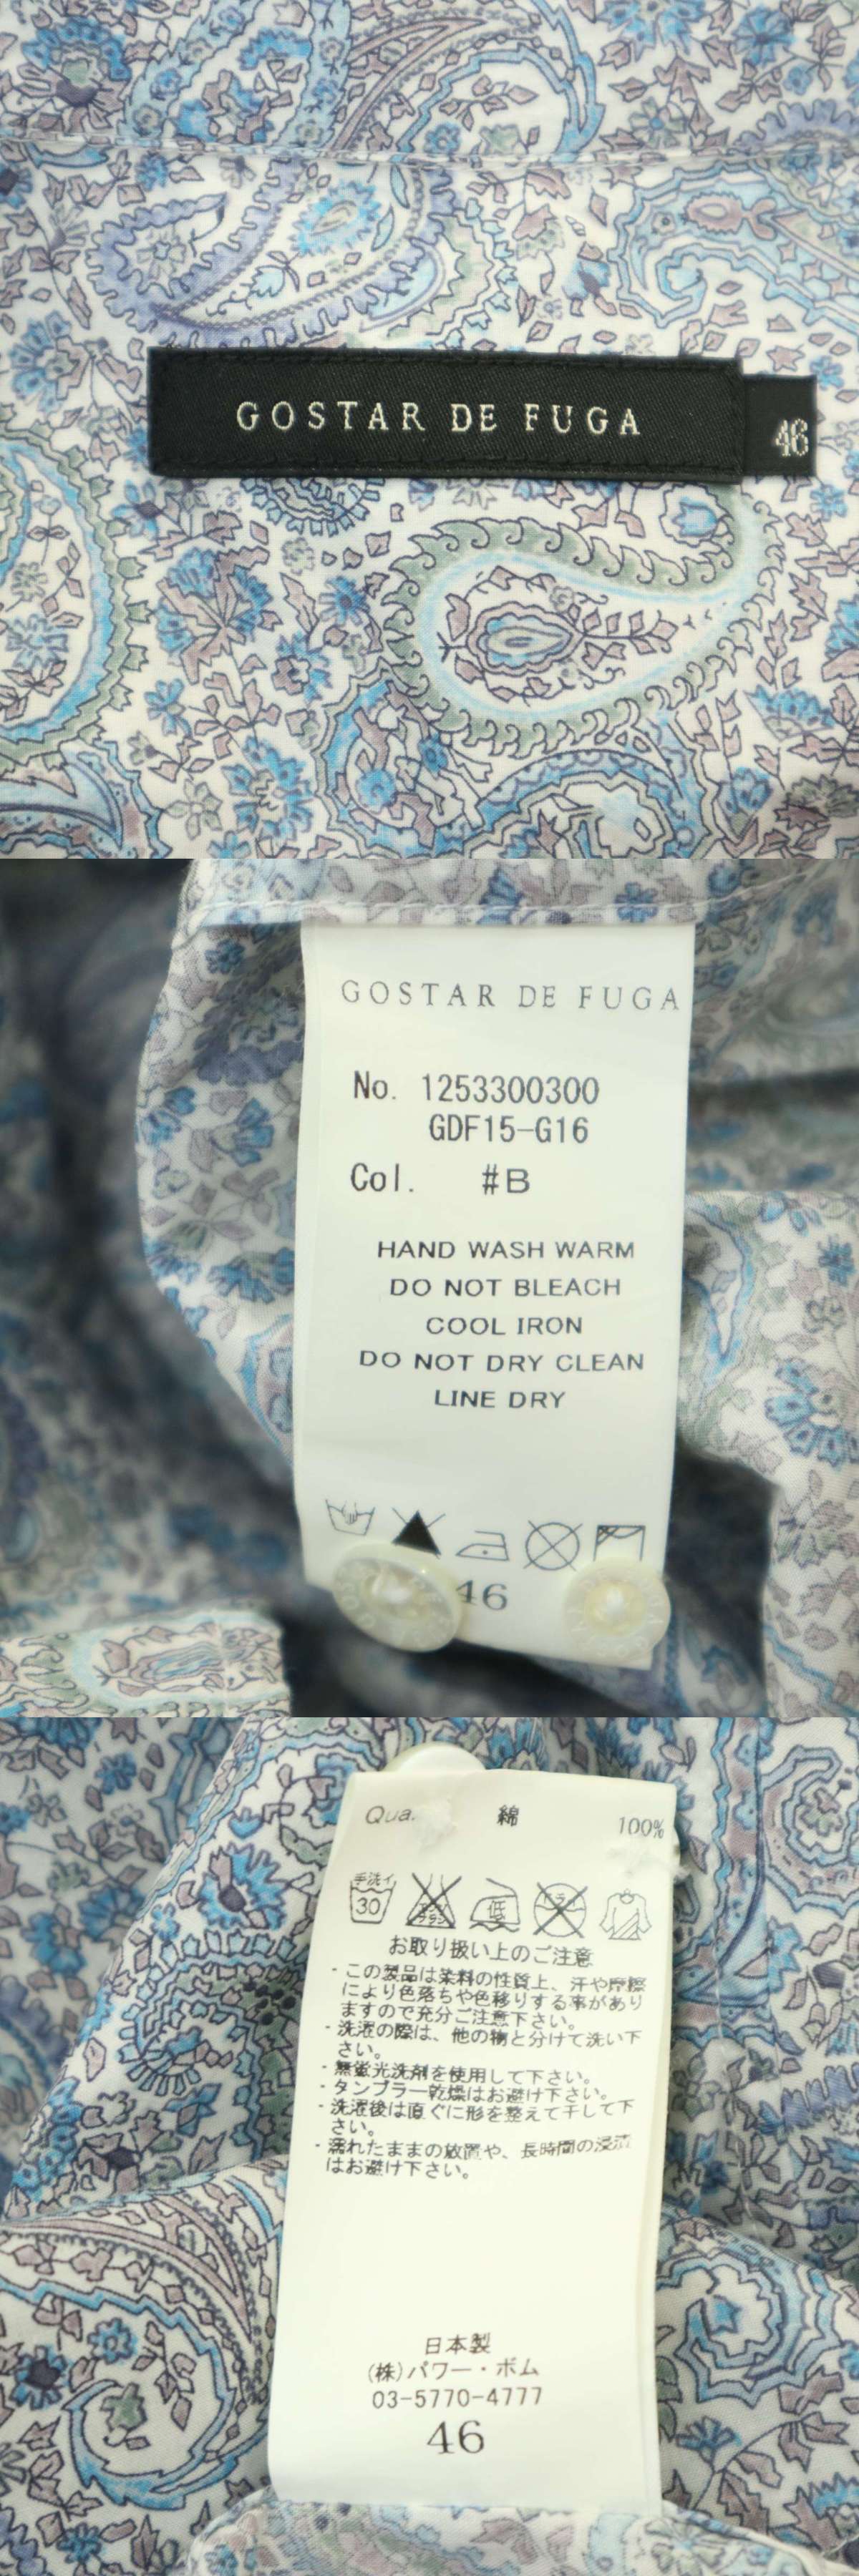 GOSTAR DE FUGA
46
GOSTAR DE FUGA
No. 1253300300
GDF15-G16
Col. #B
HAND WASH WARM
DO NOT BLEACH
COOL IRON
DO NOT DRY CLEAN
LINE DRY
46
綿 100%
手洗イ
30
低
お取り扱い上のご注意
・この製品は染料の性質上、汗や摩擦
により色落ちや色移りする事があり
ますので充分ご注意下さい。
・洗濯の際は、他の物と分けて洗い下
さい。
・無蛍光洗剤を使用して下さい。
・タンブラー乾燥はお避け下さい。
・洗濯後は直ぐに形を整えて干して下
さい。
・濡れたままの放置や、長時間の浸漬
はお避け下さい。
日本製
(株)パワー・ボム
03-5770-4777
46